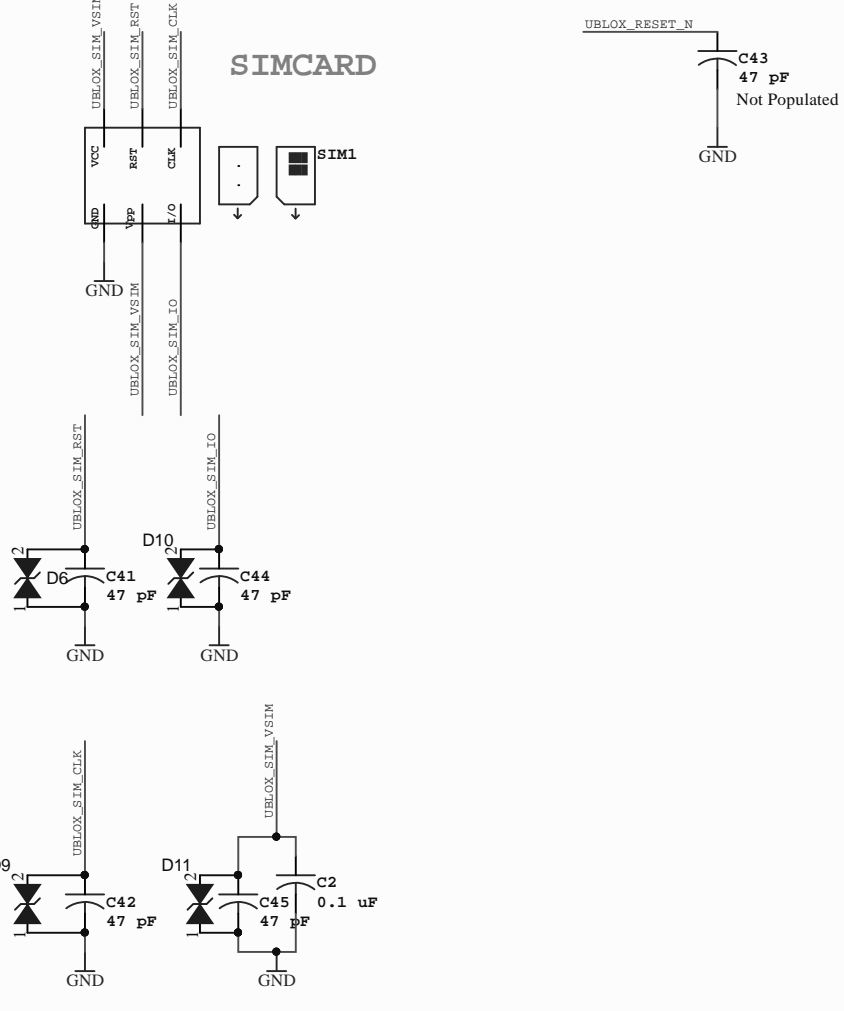 UBLOX_SIM_RST
UBLOX_SIM_CLK
UBLOX_RESET_N
SIMCARD
C43
47 pF
Not Populated
GND
VCC
RST
CLK
SIM1
GND
VPP
I/O
GND
UBLOX_SIM_VSIM
UBLOX_SIM_IO
UBLOX_SIM_RST
UBLOX_SIM_IO
D10
2
2
D6
C41
C44
47 pF
47 pF
1
1
GND
GND
UBLOX_SIM_CLK
UBLOX_SIM_VSIM
D11
2
2
C2
C42
C45
0.1 uF
47 pF
47 pF
1
1
GND
GND